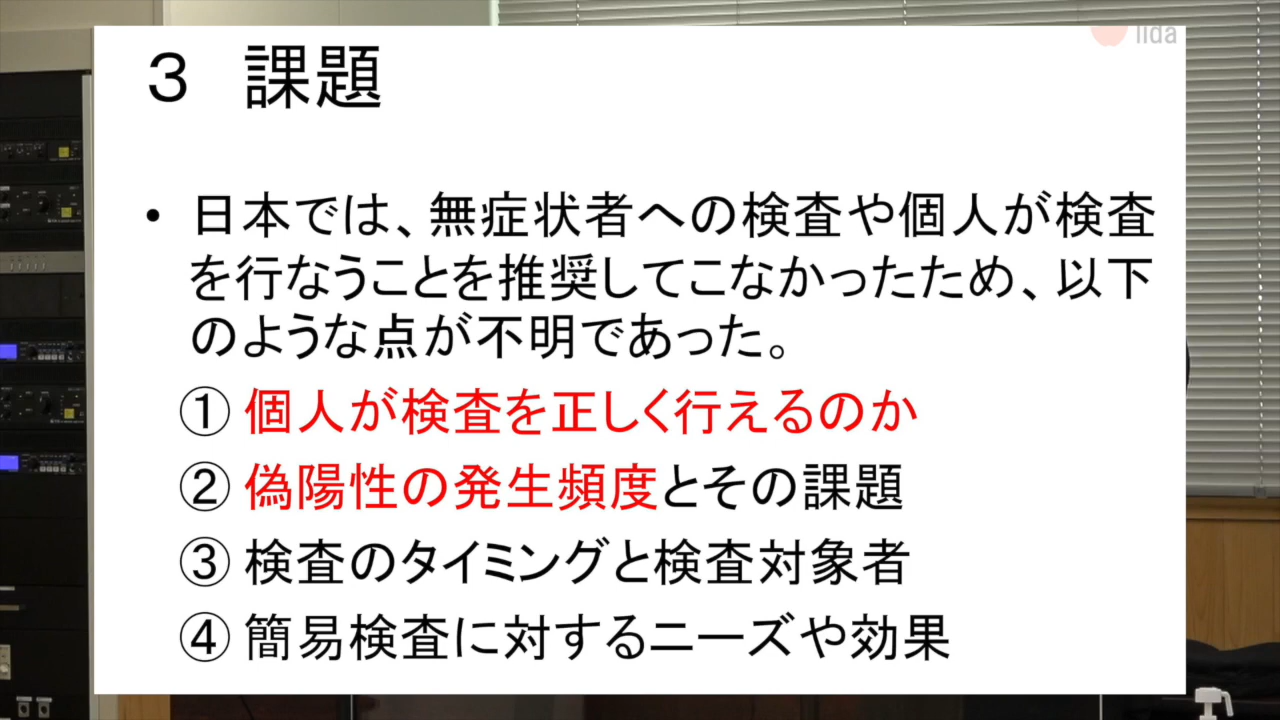 Iida
３　課題
• 日本では、無症状者への検査や個人が検査
を行なうことを推奨してこなかったため、以下
のような点が不明であった。
① 個人が検査を正しく行えるのか
② 偽陽性の発生頻度とその課題
③ 検査のタイミングと検査対象者
④ 簡易検査に対するニーズや効果